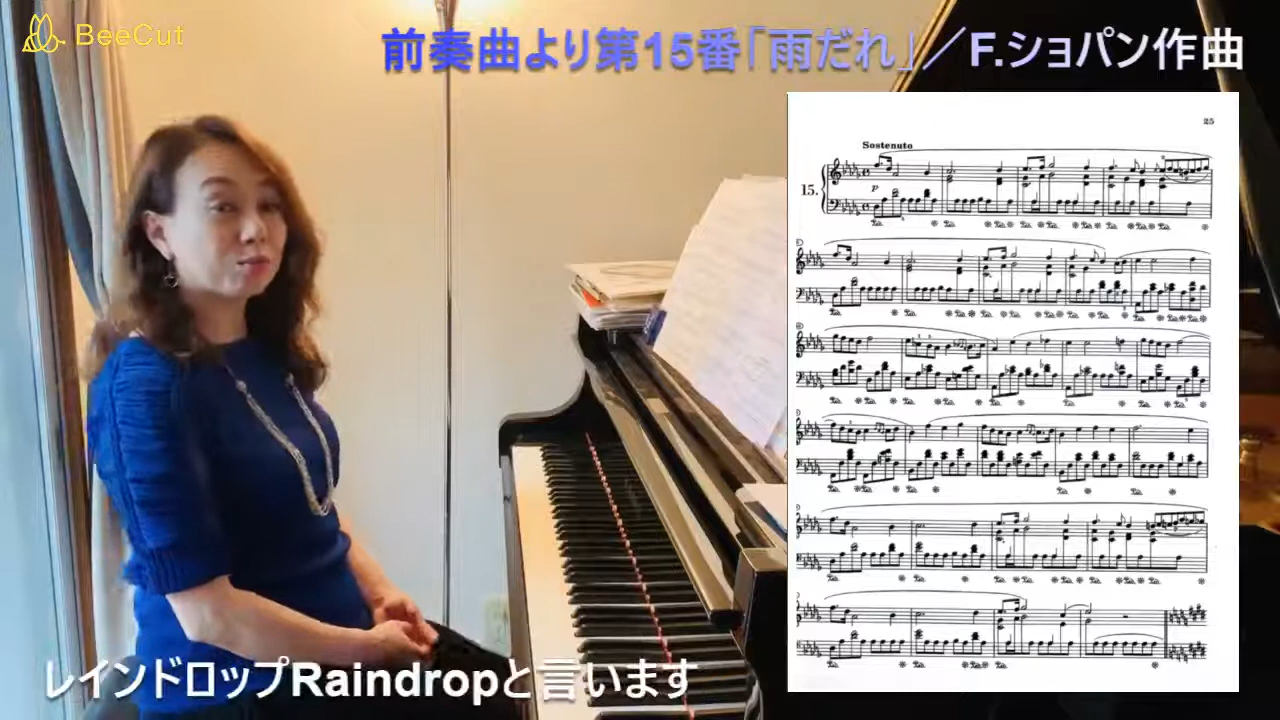 BeeCut
前奏曲より第15番「雨だれ」／F.ショパン作曲
25
Sostenuto
15.
p
レインドロップRaindropと言います